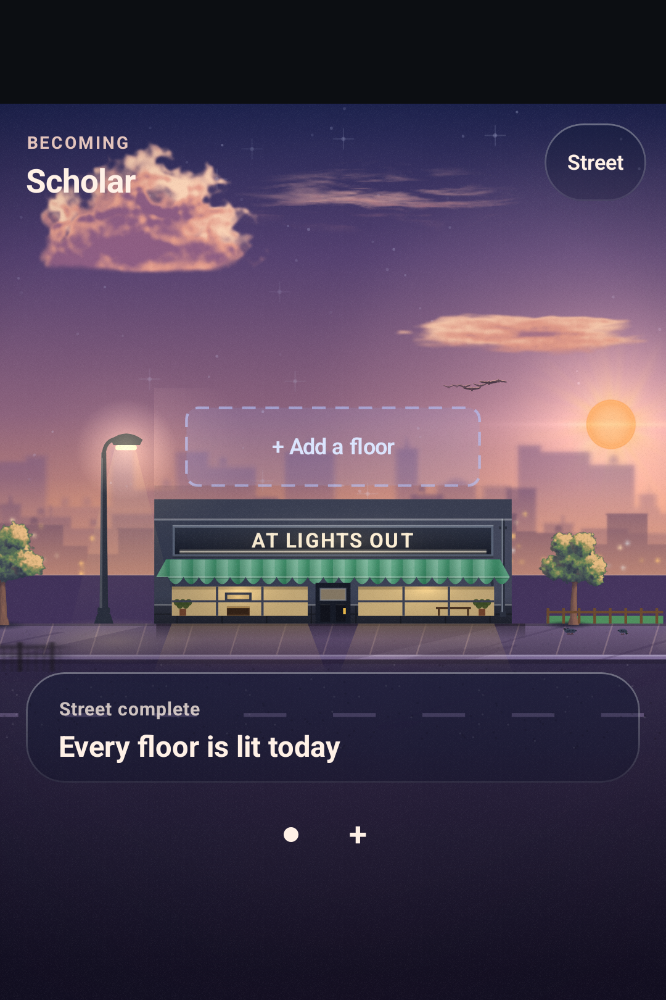 BECOMING
Scholar
Street
+ Add a floor
AT LIGHTS OUT
Street complete
Every floor is lit today
+